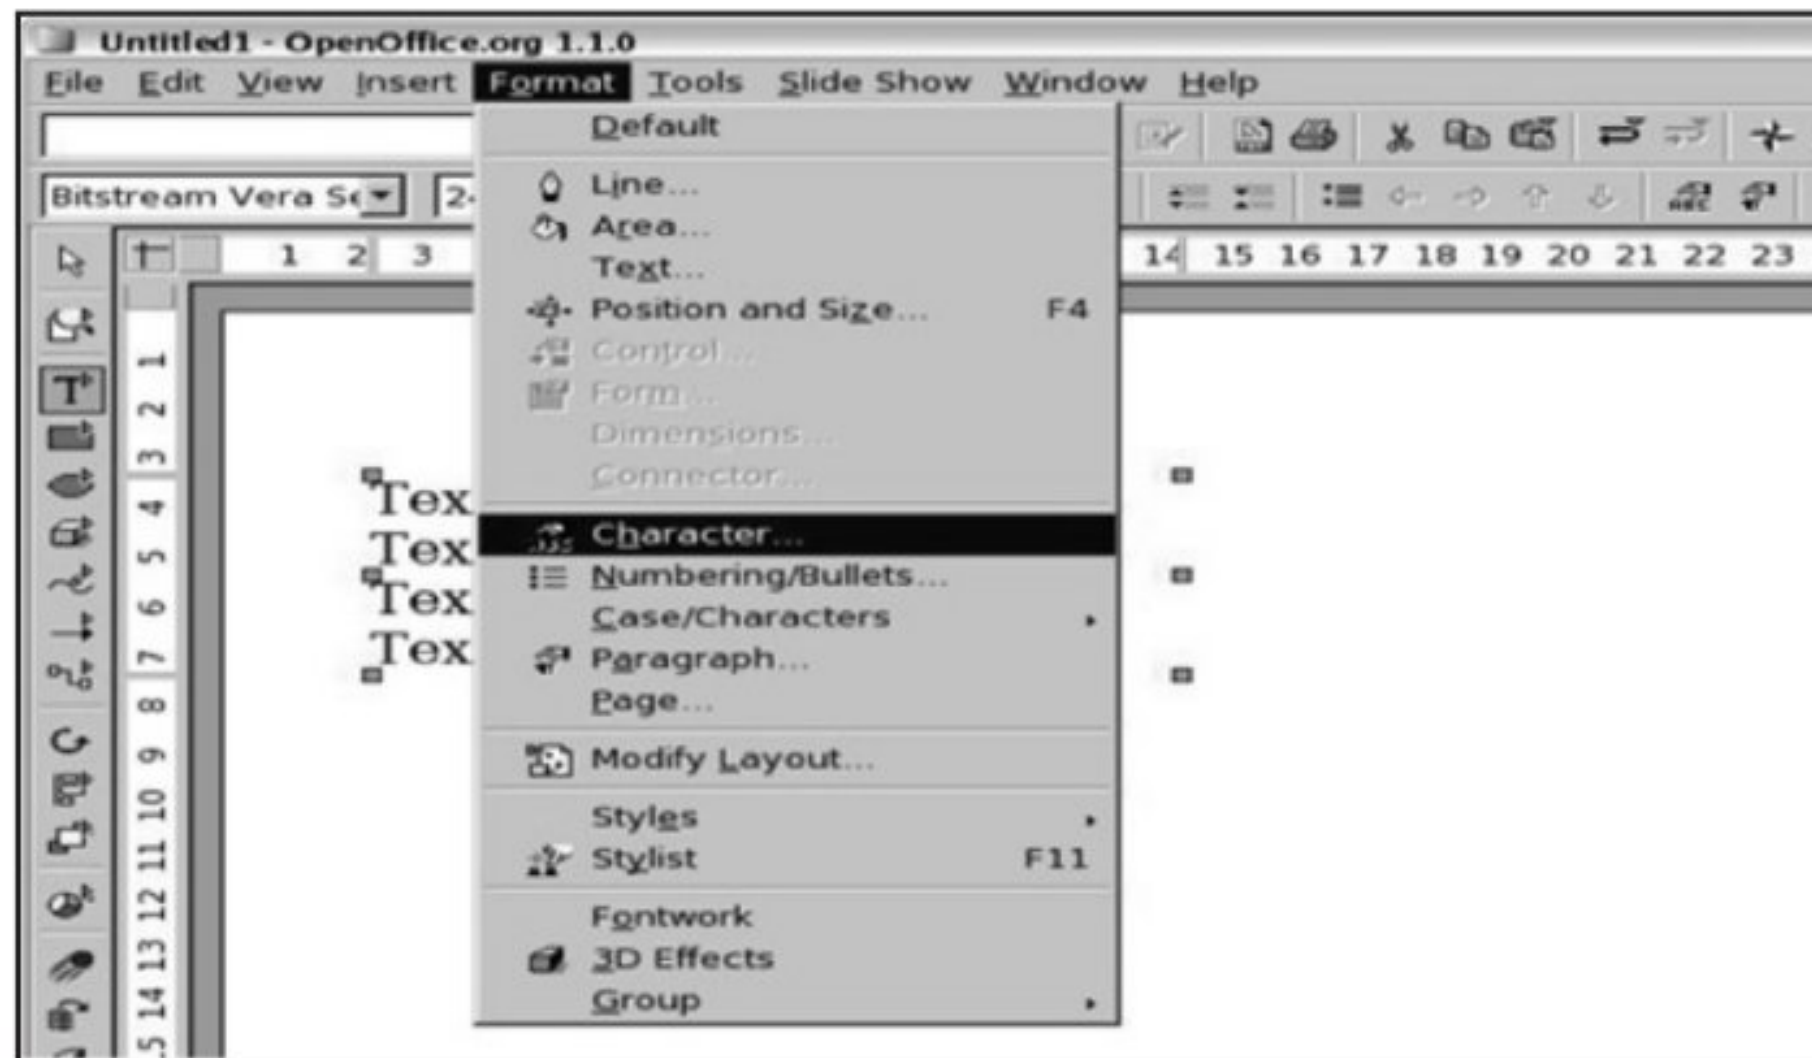 Untitled1 - OpenOffice.org 1.1.0
File Edit View Insert Format Tools Slide Show Window Help
Default
Bitstream Vera Se 2
Line...
Area...
Text...
Position and Size... F4
Control...
Form...
Dimensions...
Connector...
Character...
Numbering/Bullets...
Case/Characters
Paragraph...
Page...
Modify Layout...
Styles
Stylist F11
Fontwork
3D Effects
Group
1 2 3 14 15 16 17 18 19 20 21 22 23
1 2 3 4 5 6 7 8 9 10 11 12 13 14 15
Tex
Tex
Tex
Tex